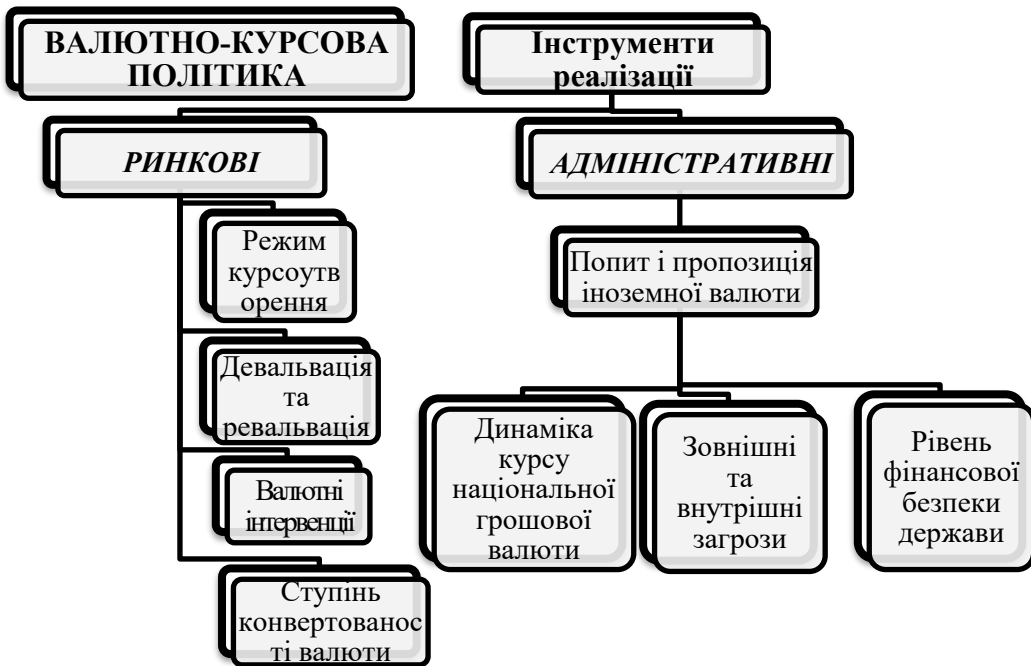 ВАЛЮТНО-КУРСОВА
ПОЛІТИКА
Інструменти
реалізації
РИНКОВІ
АДМІНІСТРАТИВНІ
Режим
курсоутв
орення
Девальвація
та
ревальвація
Валютні
інтервенції
Ступінь
конвертованос
ті валюти
Попит і пропозиція
іноземної валюти
Динаміка
курсу
національної
грошової
валюти
Зовнішні
та
внутрішні
загрози
Рівень
фінансової
безпеки
держави